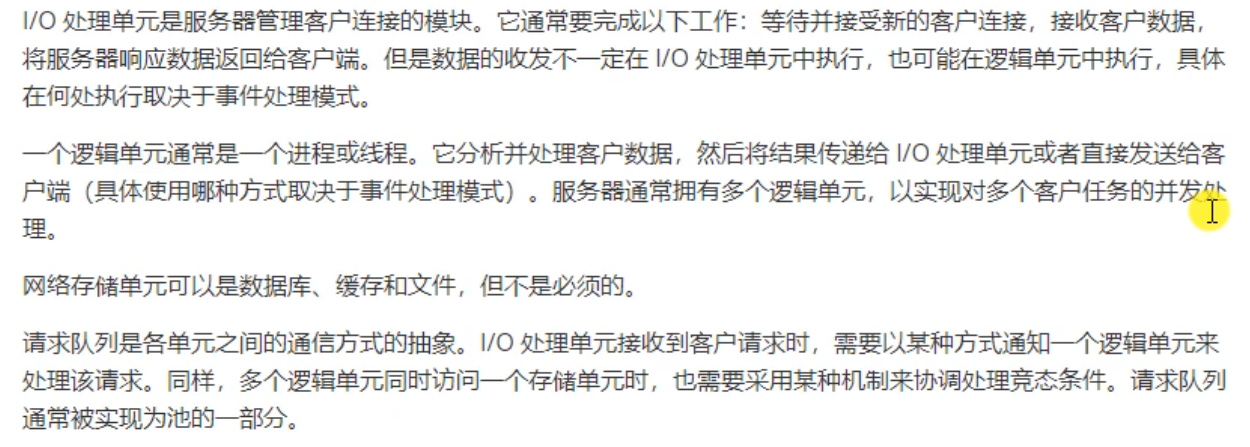 I/O 处理单元是服务器管理客户连接的模块。它通常要完成以下工作：等待并接受新的客户连接，接收客户数据，
将服务器响应数据返回给客户端。但是数据的收发不一定在 I/O 处理单元中执行，也可能在逻辑单元中执行，具体
在何处执行取决于事件处理模式。
一个逻辑单元通常是一个进程或线程。它分析并处理客户数据，然后将结果传递给 I/O 处理单元或者直接发送给客
户端（具体使用哪种方式取决于事件处理模式）。服务器通常拥有多个逻辑单元，以实现对多个客户任务的并发处
理。
网络存储单元可以是数据库、缓存和文件，但不是必须的。
请求队列是各单元之间的通信方式的抽象。I/O 处理单元接收到客户请求时，需要以某种方式通知一个逻辑单元来
处理该请求。同样，多个逻辑单元同时访问一个存储单元时，也需要采用某种机制来协调处理竞态条件。请求队列
通常被实现为池的一部分。